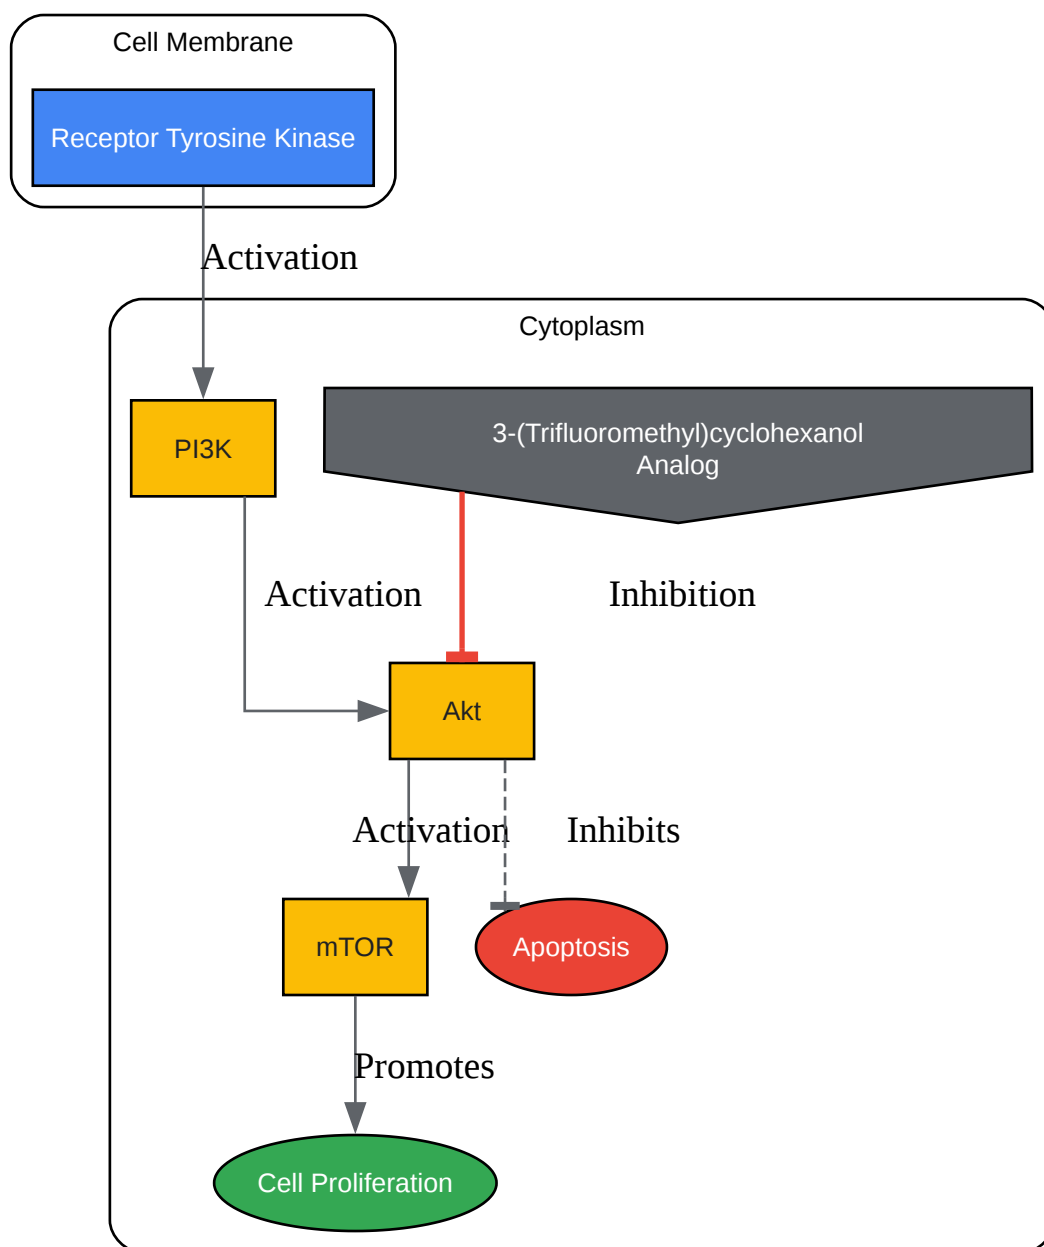 Cell Membrane
Receptor Tyrosine Kinase
Activation
Cytoplasm
PI3K
3-(Trifluoromethyl)cyclohexanol
Analog
Activation
Inhibition
Akt
Activation
Inhibits
mTOR
Apoptosis
Promotes
Cell Proliferation